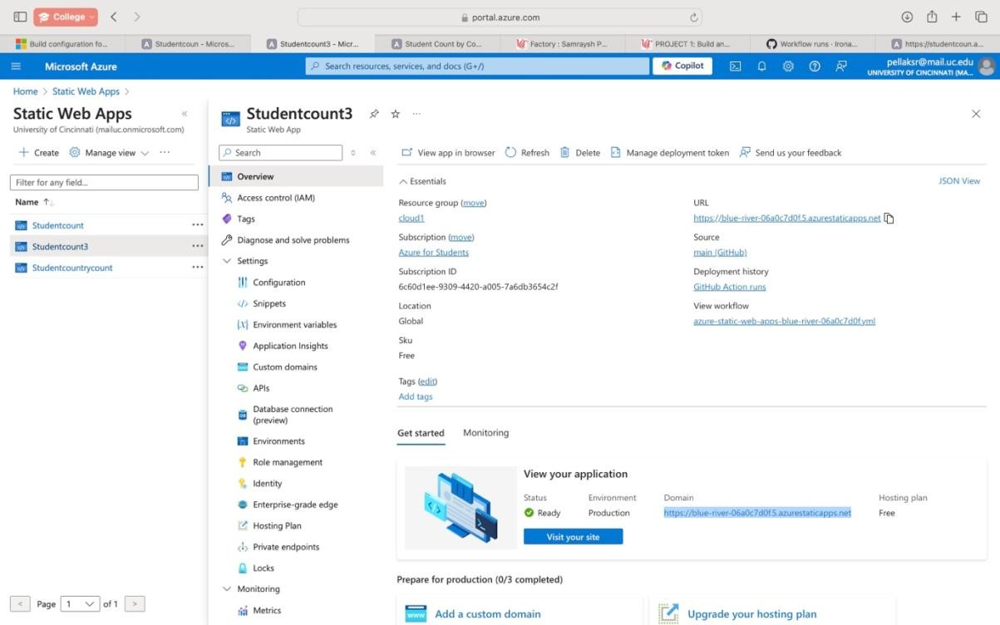 College
portal.azure.com
Build configuration fo...
Studentcoun - Micros...
Studentcount3 - Micr...
Student Count by Co...
Factory : Samraysh P...
PROJECT 1: Build an...
Workflow runs · Irona...
https://studentcoun.a...
Microsoft Azure
Search resources, services, and docs (G+/)
Copilot
pellaksr@mail.uc.edu
UNIVERSITY OF CINCINNATI (MA...
Home > Static Web Apps >
Static Web Apps
University of Cincinnati (mailuc.onmicrosoft.com)
Create
Manage view
Filter for any field...
Name
Studentcount
Studentcount3
Studentcountrycount
Page 1 of 1
Studentcount3
Static Web App
Search
Overview
Access control (IAM)
Tags
Diagnose and solve problems
Settings
Configuration
Snippets
Environment variables
Application Insights
Custom domains
APIs
Database connection
(preview)
Environments
Role management
Identity
Enterprise-grade edge
Hosting Plan
Private endpoints
Locks
Monitoring
Metrics
View app in browser
Refresh
Delete
Manage deployment token
Send us your feedback
Essentials
JSON View
Resource group (move)
cloud1
Subscription (move)
Azure for Students
Subscription ID
6c60d1ee-9309-4420-a005-7a6db3654c2f
Location
Global
Sku
Free
Tags (edit)
Add tags
URL
https://blue-river-06a0c7d0f.5.azurestaticapps.net
Source
main (GitHub)
Deployment history
GitHub Action runs
View workflow
azure-static-web-apps-blue-river-06a0c7d0f.yml
Get started
Monitoring
View your application
Status
Environment
Domain
Hosting plan
Ready
Production
https://blue-river-06a0c7d0f.5.azurestaticapps.net
Free
Visit your site
Prepare for production (0/3 completed)
www
Add a custom domain
Upgrade your hosting plan